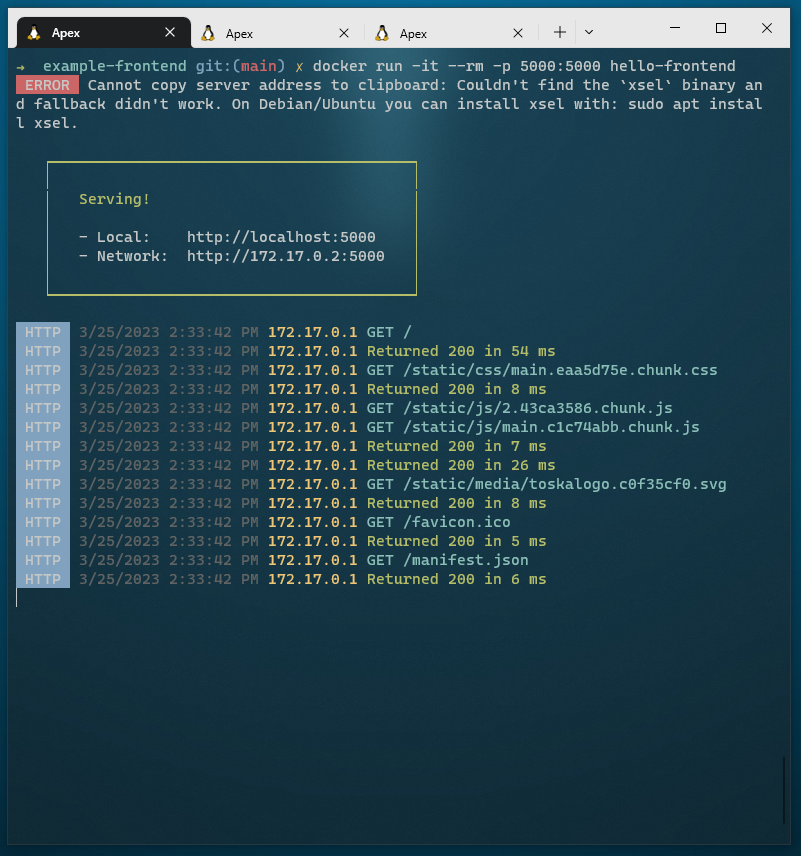 Apex
Apex
Apex
→ example-frontend git:(main) ✗ docker run -it --rm -p 5000:5000 hello-frontend
ERROR Cannot copy server address to clipboard: Couldn't find the `xsel` binary an
d fallback didn't work. On Debian/Ubuntu you can install xsel with: sudo apt instal
l xsel.
Serving!
- Local: http://localhost:5000
- Network: http://172.17.0.2:5000
HTTP 3/25/2023 2:33:42 PM 172.17.0.1 GET /
HTTP 3/25/2023 2:33:42 PM 172.17.0.1 Returned 200 in 54 ms
HTTP 3/25/2023 2:33:42 PM 172.17.0.1 GET /static/css/main.eaa5d75e.chunk.css
HTTP 3/25/2023 2:33:42 PM 172.17.0.1 Returned 200 in 8 ms
HTTP 3/25/2023 2:33:42 PM 172.17.0.1 GET /static/js/2.43ca3586.chunk.js
HTTP 3/25/2023 2:33:42 PM 172.17.0.1 GET /static/js/main.c1c74abb.chunk.js
HTTP 3/25/2023 2:33:42 PM 172.17.0.1 Returned 200 in 7 ms
HTTP 3/25/2023 2:33:42 PM 172.17.0.1 Returned 200 in 26 ms
HTTP 3/25/2023 2:33:42 PM 172.17.0.1 GET /static/media/toskalogo.c0f35cf0.svg
HTTP 3/25/2023 2:33:42 PM 172.17.0.1 Returned 200 in 8 ms
HTTP 3/25/2023 2:33:42 PM 172.17.0.1 GET /favicon.ico
HTTP 3/25/2023 2:33:42 PM 172.17.0.1 Returned 200 in 5 ms
HTTP 3/25/2023 2:33:42 PM 172.17.0.1 GET /manifest.json
HTTP 3/25/2023 2:33:42 PM 172.17.0.1 Returned 200 in 6 ms